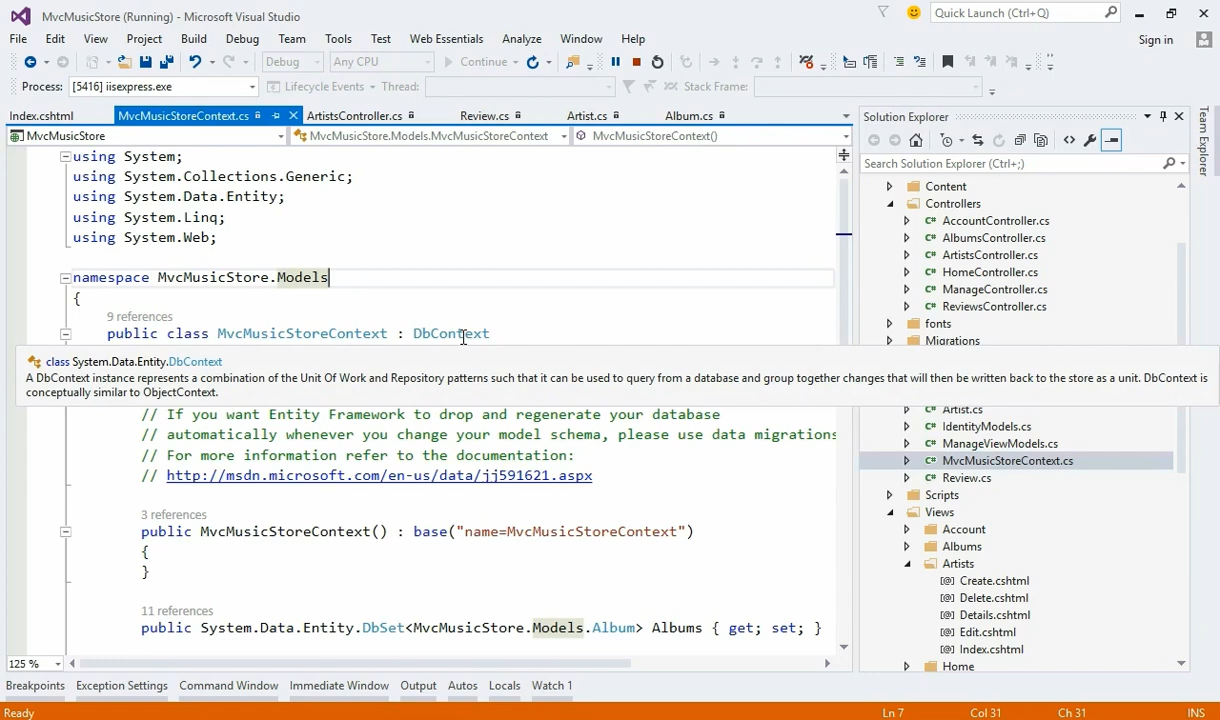 MvcMusicStore (Running) - Microsoft Visual Studio
Quick Launch (Ctrl+Q)
File Edit View Project Build Debug Team Tools Test Web Essentials Analyze Window Help
Sign in
Debug Any CPU Continue
Process: [5416] iisexpress.exe Lifecycle Events Thread: Stack Frame:
Index.cshtml MvcMusicStoreContext.cs ArtistsController.cs Review.cs Artist.cs Album.cs
MvcMusicStore MvcMusicStore.Models.MvcMusicStoreContext MvcMusicStoreContext()
using System;
using System.Collections.Generic;
using System.Data.Entity;
using System.Linq;
using System.Web;
namespace MvcMusicStore.Models
{
9 references
public class MvcMusicStoreContext : DbContext
class System.Data.Entity.DbContext
A DbContext instance represents a combination of the Unit Of Work and Repository patterns such that it can be used to query from a database and group together changes that will then be written back to the store as a unit. DbContext is
conceptually similar to ObjectContext.
// If you want Entity Framework to drop and regenerate your database
// automatically whenever you change your model schema, please use data migrations
// For more information refer to the documentation:
// http://msdn.microsoft.com/en-us/data/jj591621.aspx
3 references
public MvcMusicStoreContext() : base("name=MvcMusicStoreContext")
{
}
11 references
public System.Data.Entity.DbSet<MvcMusicStore.Models.Album> Albums { get; set; }
125 %
Solution Explorer
Search Solution Explorer (Ctrl+;)
Content
Controllers
AccountController.cs
AlbumsController.cs
ArtistsController.cs
HomeController.cs
ManageController.cs
ReviewsController.cs
fonts
Migrations
Artist.cs
IdentityModels.cs
ManageViewModels.cs
MvcMusicStoreContext.cs
Review.cs
Scripts
Views
Account
Albums
Artists
Create.cshtml
Delete.cshtml
Details.cshtml
Edit.cshtml
Index.cshtml
Home
Team Explorer
Breakpoints Exception Settings Command Window Immediate Window Output Autos Locals Watch 1
Ready Ln 7 Col 31 Ch 31 INS